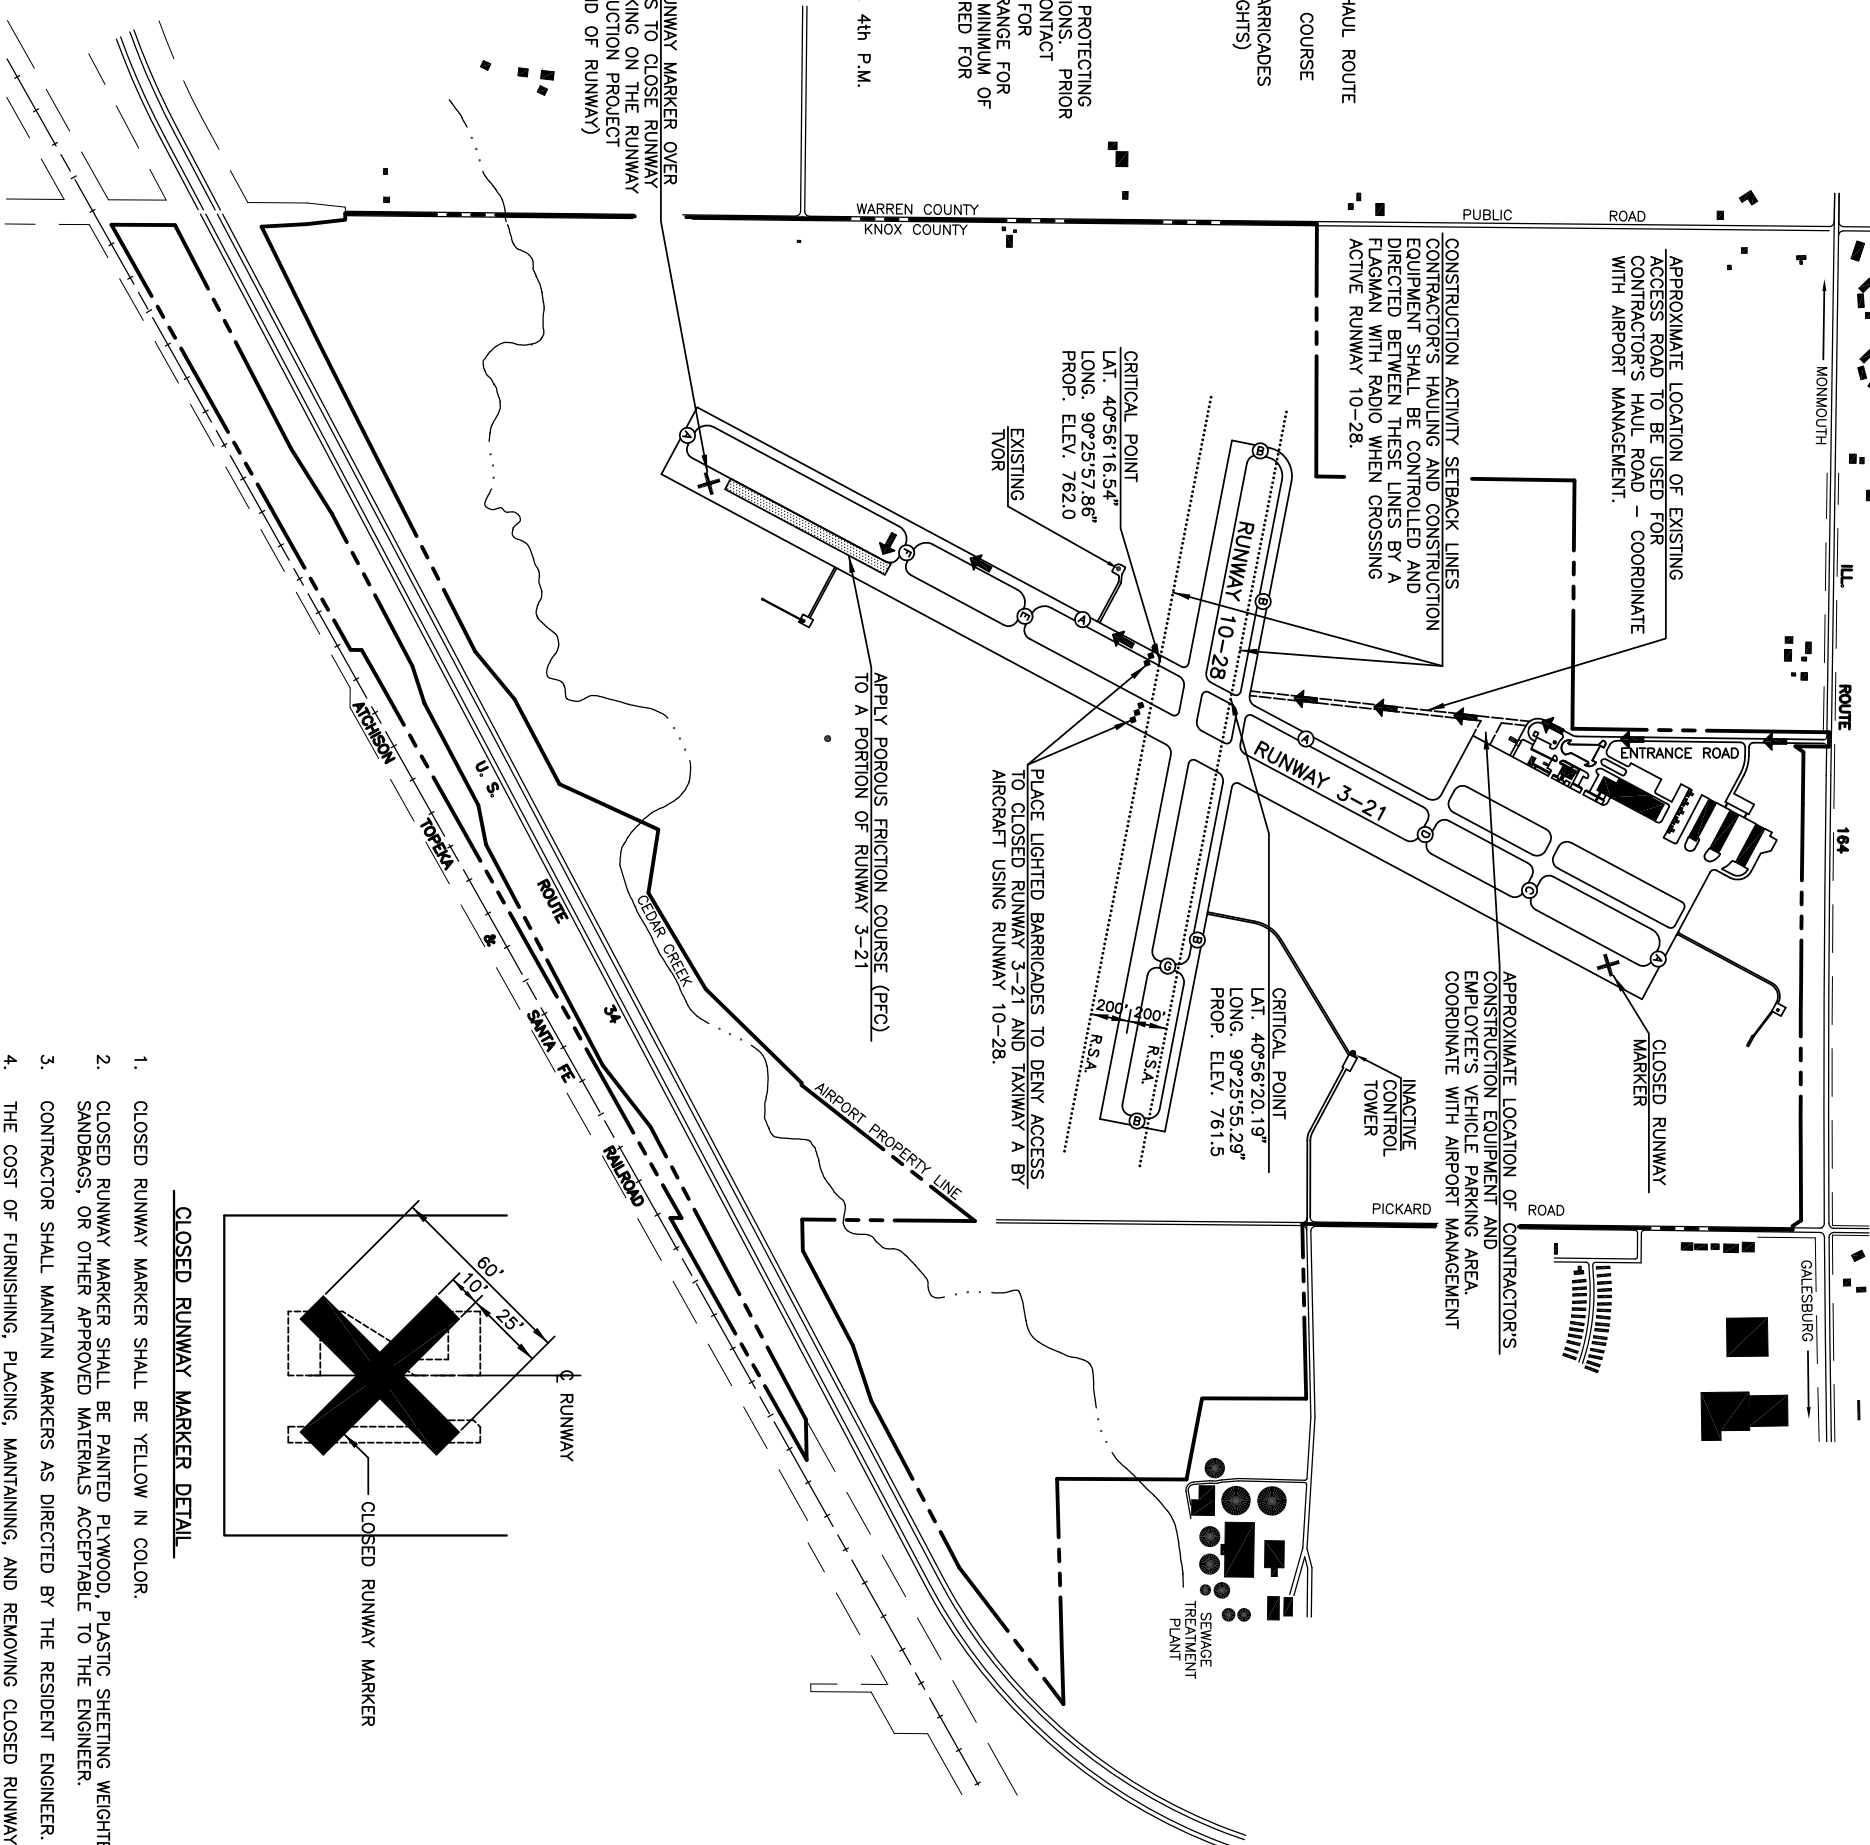 HAUL ROUTE
COURSE
ARRICADES
GHTS)
PROTECTING
IONS. PRIOR
ONTACT
FOR
RANGE FOR
MINIMUM OF
RED FOR
4th P.M.
UNWAY MARKER OVER
S TO CLOSE RUNWAY
KING ON THE RUNWAY
UCTION PROJECT
ND OF RUNWAY)
WARREN COUNTY
KNOX COUNTY
PUBLIC ROAD
MONMOUTH
ILL. ROUTE 164
GALESBURG
APPROXIMATE LOCATION OF EXISTING
ACCESS ROAD TO BE USED FOR
CONTRACTOR'S HAUL ROAD – COORDINATE
WITH AIRPORT MANAGEMENT.
CONSTRUCTION ACTIVITY SETBACK LINES
CONTRACTOR'S HAULING AND CONSTRUCTION
EQUIPMENT SHALL BE CONTROLLED AND
DIRECTED BETWEEN THESE LINES BY A
FLAGMAN WITH RADIO WHEN CROSSING
ACTIVE RUNWAY 10–28.
CRITICAL POINT
LAT. 40°56'16.54"
LONG. 90°25'57.86"
PROP. ELEV. 762.0
EXISTING
TVOR
ENTRANCE ROAD
RUNWAY 10–28
RUNWAY 3–21
A
A
A
A
B
B
B
B
C
D
E
F
G
APPLY POROUS FRICTION COURSE (PFC)
TO A PORTION OF RUNWAY 3–21
PLACE LIGHTED BARRICADES TO DENY ACCESS
TO CLOSED RUNWAY 3–21 AND TAXIWAY A BY
AIRCRAFT USING RUNWAY 10–28.
200' 200'
R.S.A.
R.S.A.
CRITICAL POINT
LAT. 40°56'20.19"
LONG. 90°25'55.29"
PROP. ELEV. 761.5
APPROXIMATE LOCATION OF CONTRACTOR'S
CONSTRUCTION EQUIPMENT AND
EMPLOYEE'S VEHICLE PARKING AREA.
COORDINATE WITH AIRPORT MANAGEMENT
CLOSED RUNWAY
MARKER
INACTIVE
CONTROL
TOWER
PICKARD ROAD
CEDAR CREEK
AIRPORT PROPERTY LINE
U. S. ROUTE 34
ATCHISON TOPEKA & SANTA FE RAILROAD
SEWAGE
TREATMENT
PLANT
60'
10'
25'
℄ RUNWAY
CLOSED RUNWAY MARKER
CLOSED RUNWAY MARKER DETAIL
1. CLOSED RUNWAY MARKER SHALL BE YELLOW IN COLOR.
2. CLOSED RUNWAY MARKER SHALL BE PAINTED PLYWOOD, PLASTIC SHEETING WEIGHTE
SANDBAGS, OR OTHER APPROVED MATERIALS ACCEPTABLE TO THE ENGINEER.
3. CONTRACTOR SHALL MAINTAIN MARKERS AS DIRECTED BY THE RESIDENT ENGINEER.
4. THE COST OF FURNISHING, PLACING, MAINTAINING, AND REMOVING CLOSED RUNWAY